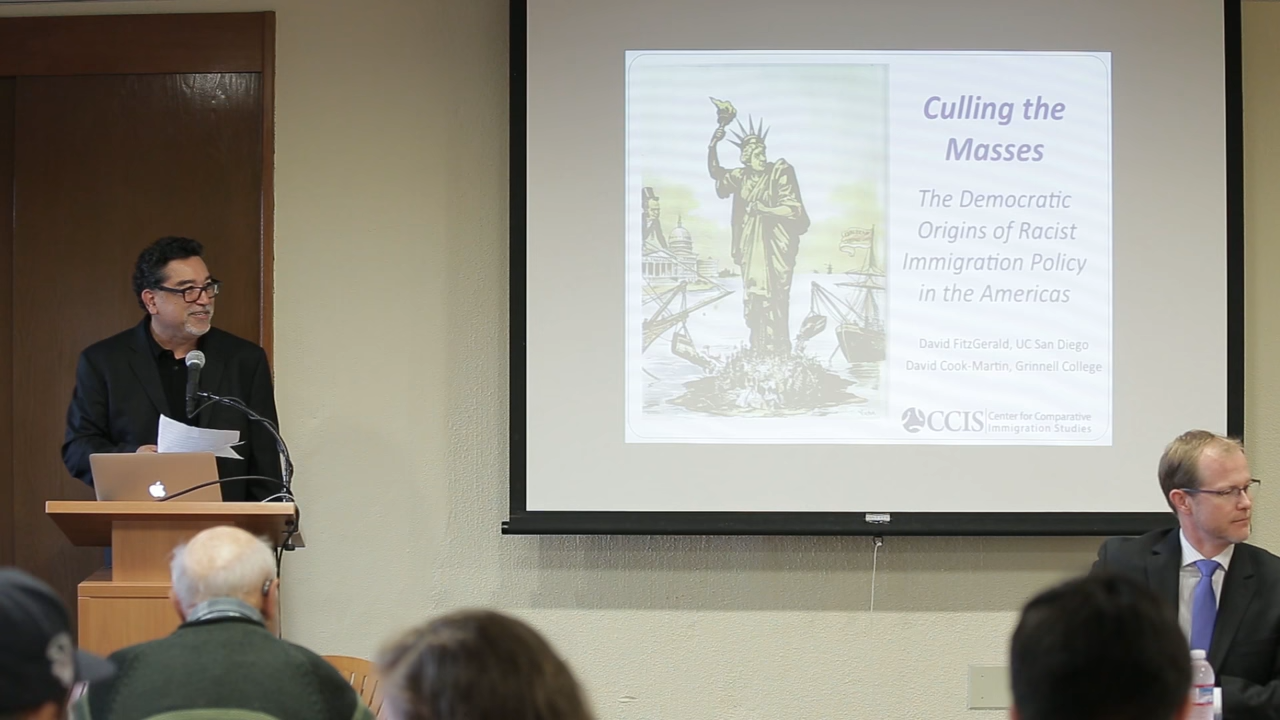 Culling the
Masses
The Democratic
Origins of Racist
Immigration Policy
in the Americas
David FitzGerald, UC San Diego
David Cook-Martin, Grinnell College
CCIS Center for Comparative
Immigration Studies